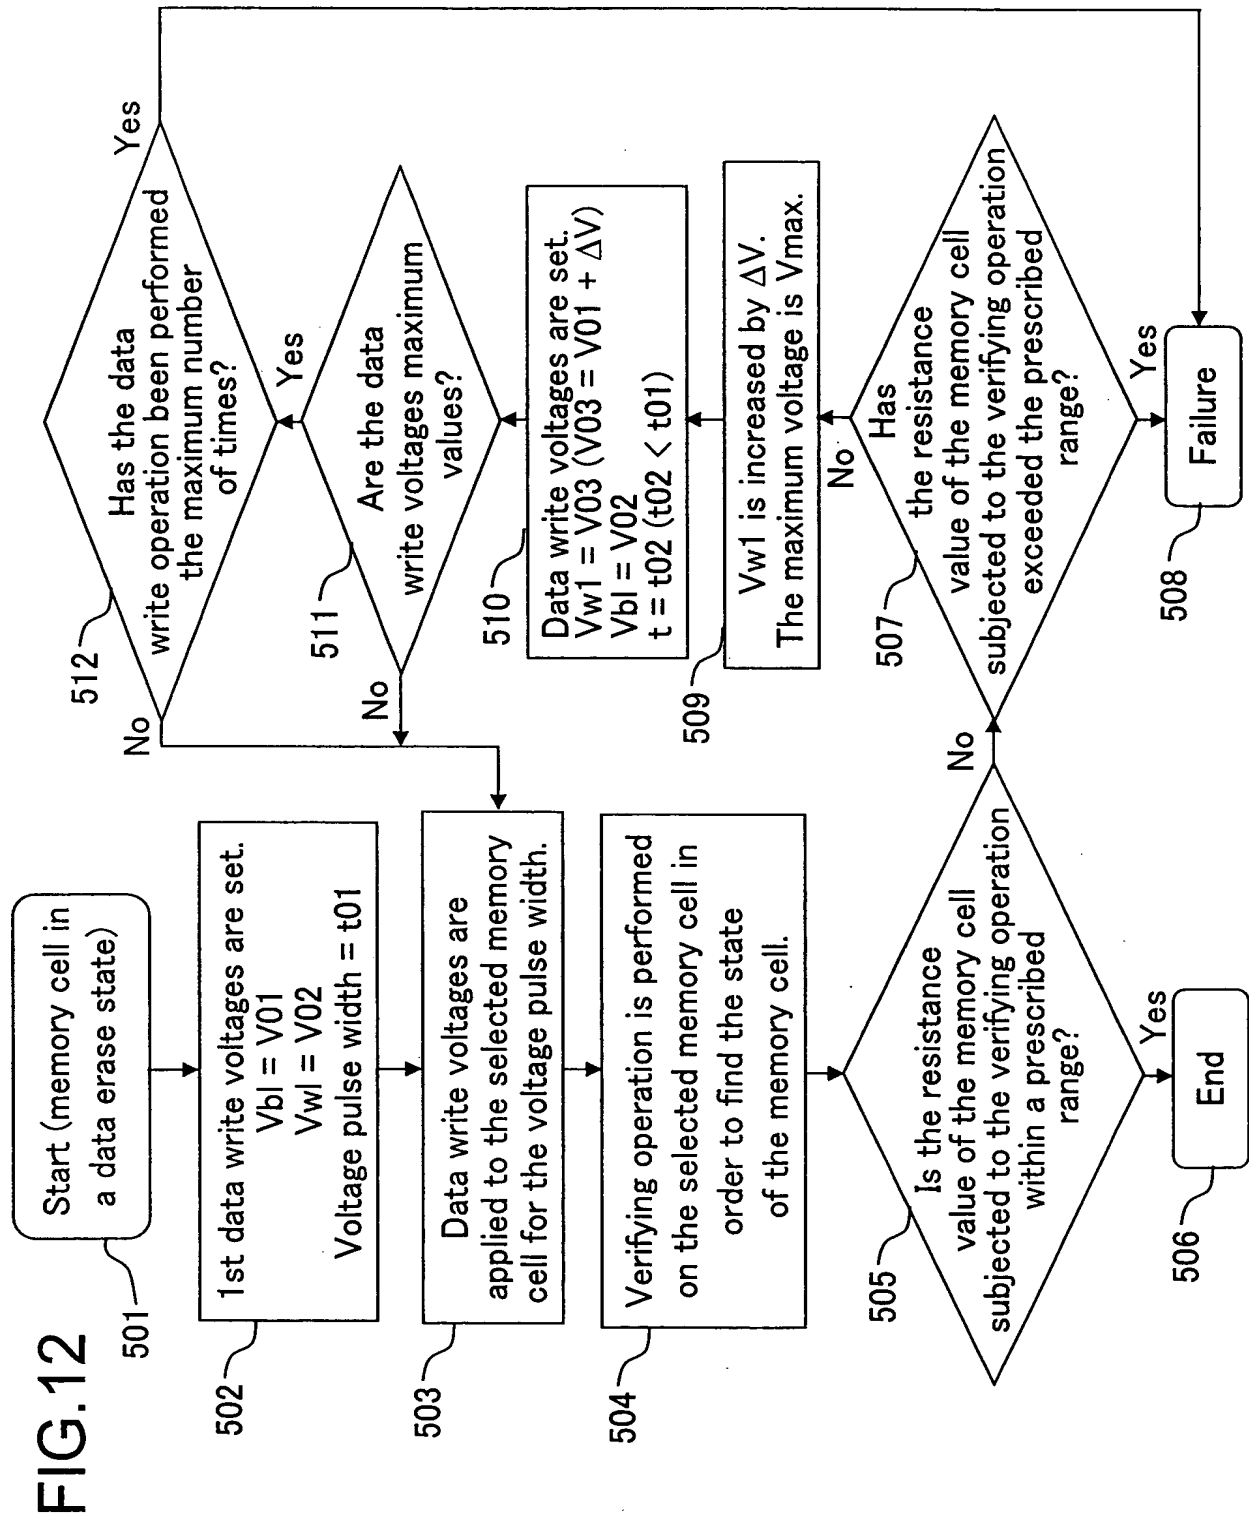 FIG.12
501
Start (memory cell in
a data erase state)
502
1st data write voltages are set.
Vbl = V01
Vwl = V02
Voltage pulse width = t01
503
Data write voltages are
applied to the selected memory
cell for the voltage pulse width.
504
Verifying operation is performed
on the selected memory cell in
order to find the state
of the memory cell.
505
Is the resistance
value of the memory cell
subjected to the verifying operation
within a prescribed
range?
Yes
No
506
End
507
Has
the resistance
value of the memory cell
subjected to the verifying operation
exceeded the prescribed
range?
Yes
No
508
Failure
509
Vw1 is increased by ΔV.
The maximum voltage is Vmax.
510
Data write voltages are set.
Vw1 = V03 (V03 = V01 + ΔV)
Vbl = V02
t = t02 (t02 < t01)
511
Are the data
write voltages maximum
values?
Yes
No
512
Has the data
write operation been performed
the maximum number
of times?
Yes
No